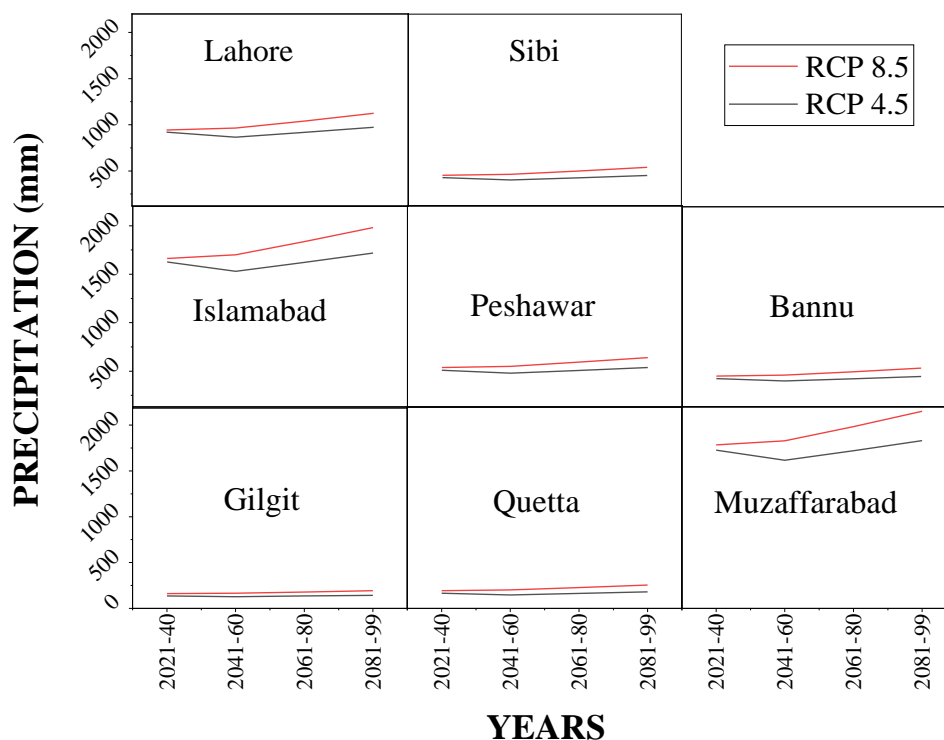 PRECIPITATION (mm)
2000
1500
1000
500
Lahore
Sibi
RCP 8.5
RCP 4.5
2000
1500
1000
500
Islamabad
Peshawar
Bannu
2000
1500
1000
500
0
Gilgit
Quetta
Muzaffarabad
2021-40
2041-60
2061-80
2081-99
2021-40
2041-60
2061-80
2081-99
2021-40
2041-60
2061-80
2081-99
YEARS